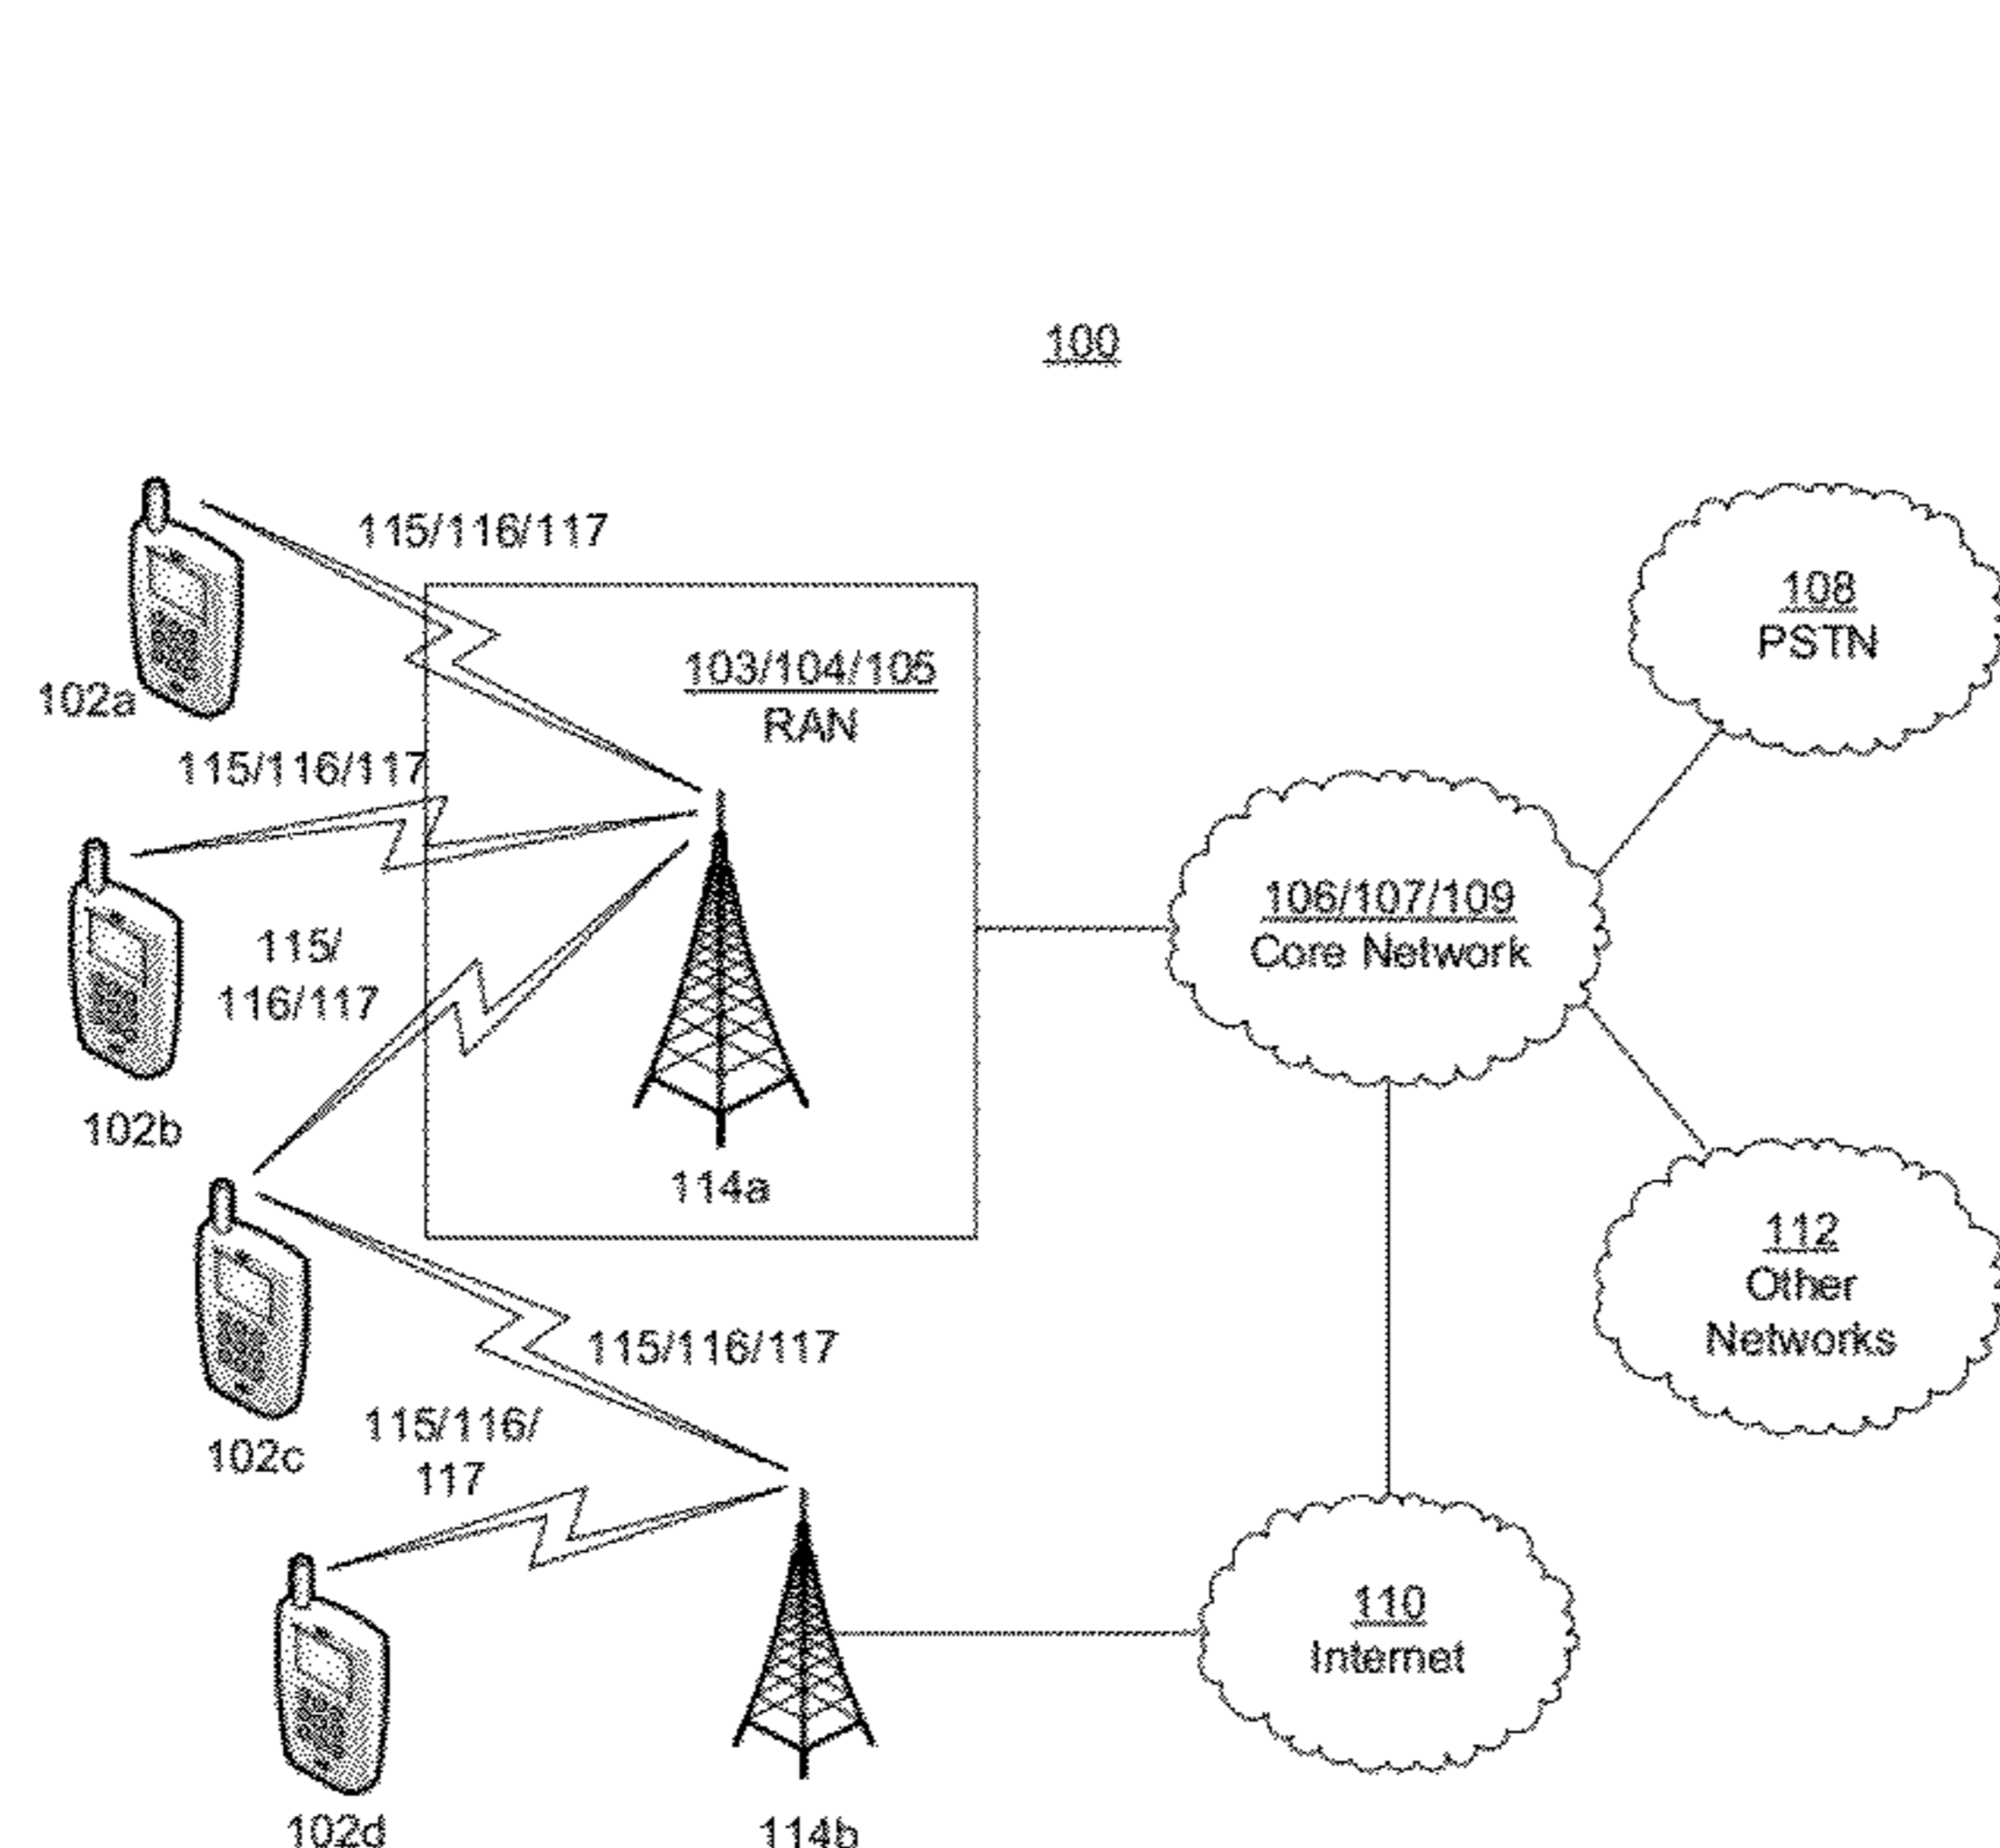 100
115/116/117
108
PSTN
103/104/105
RAN
102a
115/116/117
106/107/109
Core Network
115/
116/117
102b
114a
112
Other
Networks
115/116/117
115/116/
117
102c
110
Internet
102d
114b